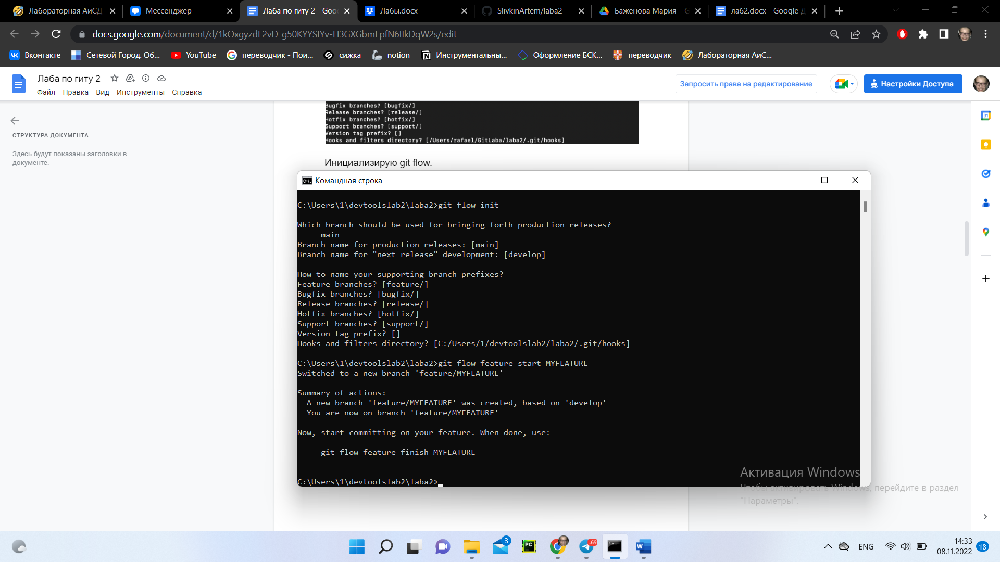 Лабораторная АиСД
Мессенджер
Лаба по гиту 2 - Goo
Лабы.docx
SlivkinArtem/laba2
Баженова Мария – G
лаб2.docx - Google Д
docs.google.com/document/d/1kOxgyzdF2vD_g50KYYSIYv-H3GXGbmFpfN6IIkDqW2s/edit
Вконтакте
Сетевой Город. Об...
YouTube
переводчик - Пои...
сижка
notion
Инструментальны...
Оформление БСК...
переводчик
Лабораторная АиС...
Лаба по гиту 2
Файл Правка Вид Инструменты Справка
Запросить права на редактирование
Настройки Доступа
СТРУКТУРА ДОКУМЕНТА
Здесь будут показаны заголовки в
документе.
Bugfix branches? [bugfix/]
Release branches? [release/]
Hotfix branches? [hotfix/]
Support branches? [support/]
Version tag prefix? []
Hooks and filters directory? [/Users/rafael/GitLaba/laba2/.git/hooks]
Инициализирую git flow.
Командная строка
C:\Users\1\devtoolslab2\laba2>git flow init
Which branch should be used for bringing forth production releases?
- main
Branch name for production releases: [main]
Branch name for "next release" development: [develop]
How to name your supporting branch prefixes?
Feature branches? [feature/]
Bugfix branches? [bugfix/]
Release branches? [release/]
Hotfix branches? [hotfix/]
Support branches? [support/]
Version tag prefix? []
Hooks and filters directory? [C:/Users/1/devtoolslab2/laba2/.git/hooks]
C:\Users\1\devtoolslab2\laba2>git flow feature start MYFEATURE
Switched to a new branch 'feature/MYFEATURE'
Summary of actions:
- A new branch 'feature/MYFEATURE' was created, based on 'develop'
- You are now on branch 'feature/MYFEATURE'
Now, start committing on your feature. When done, use:
git flow feature finish MYFEATURE
C:\Users\1\devtoolslab2\laba2>
Активация Windows
Чтобы активировать Windows, перейдите в раздел
"Параметры".
31
3
PC
..69
ENG
14:33
08.11.2022
18